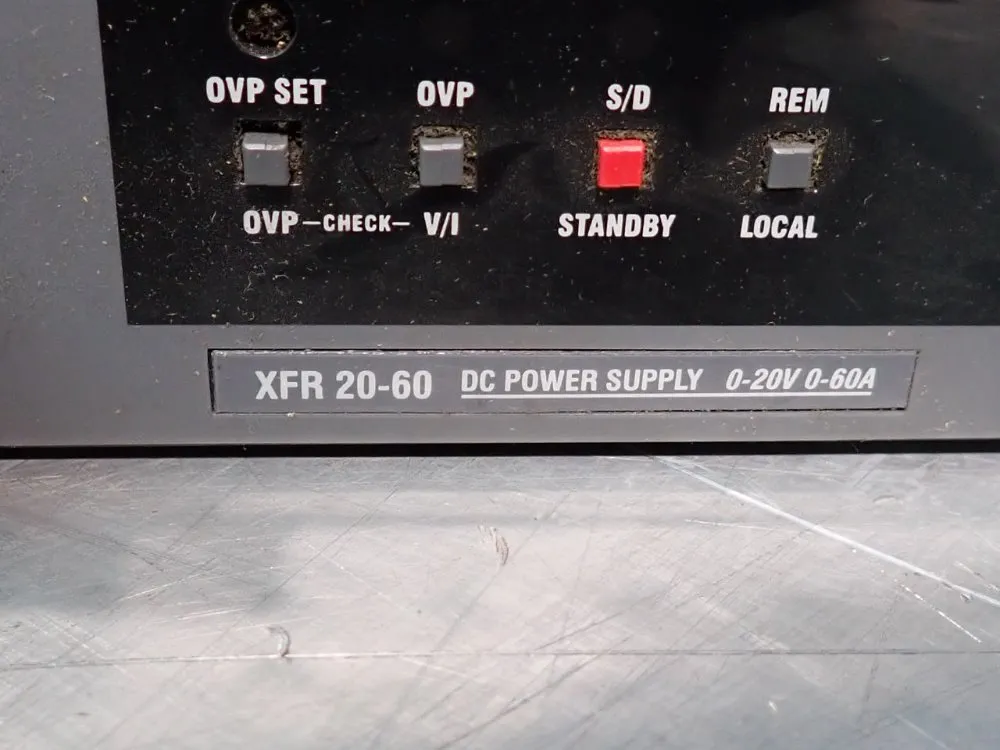 OVP SET OVP S/D REM
OVP –CHECK– V/I STANDBY LOCAL
XFR 20-60 DC POWER SUPPLY 0-20V 0-60A